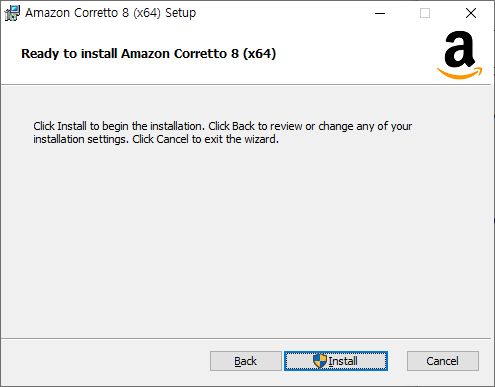 Amazon Corretto 8 (x64) Setup
Ready to install Amazon Corretto 8 (x64)
a
Click Install to begin the installation. Click Back to review or change any of your
installation settings. Click Cancel to exit the wizard.
Back Install Cancel